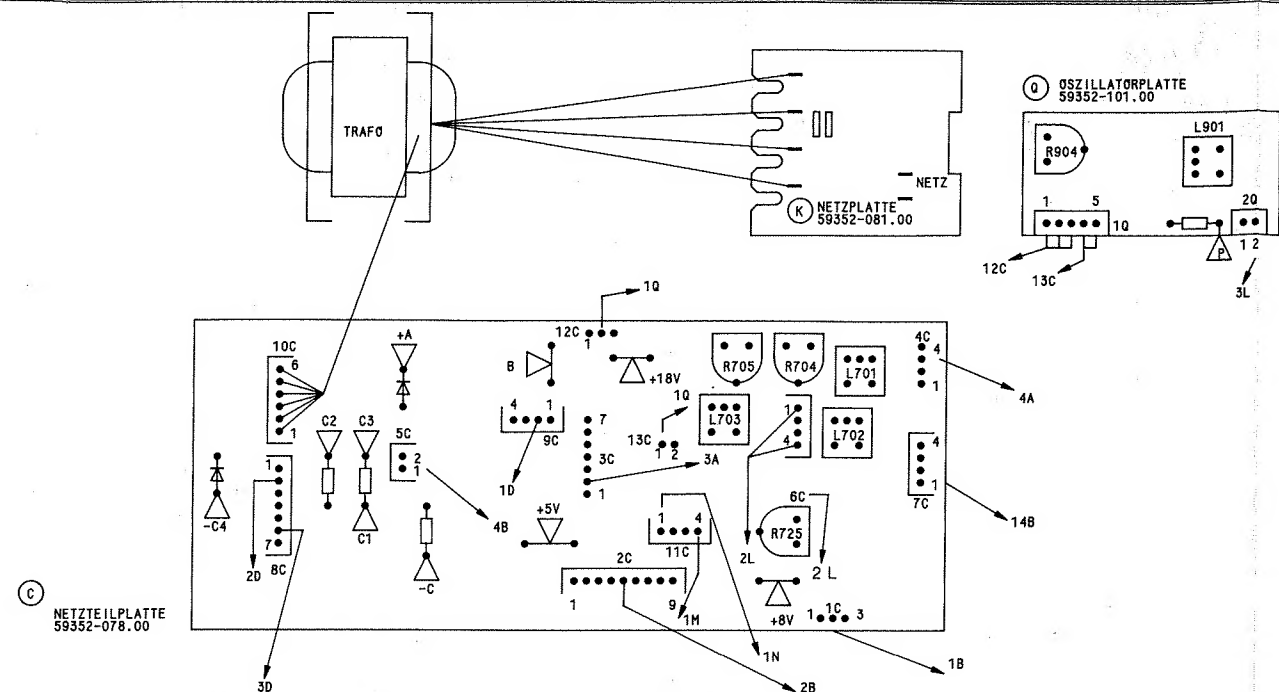 TRAFO
NETZ
K NETZPLATTE
59352-081.00
Q OSZILLATORPLATTE
59352-101.00
R904
L901
1 5
1Q
2Q
1 2
P
12C
13C
3L
1Q
12C
1
+A
10C
6
1
B
+18V
R705
R704
L701
4C
4
1
4A
4 1
9C
7
3C
1
1Q
13C
1 2
L703
1
4
L702
4
1
7C
C2
C3
5C
2
1
1D
3A
-C4
1
7
8C
C1
4B
+5V
1 4
11C
6C
R725
2L
2 L
14B
2D
-C
2C
1 9
1M
+8V
1C
1 3
C
NETZTEILPLATTE
59352-078.00
3D
1N
2B
1B